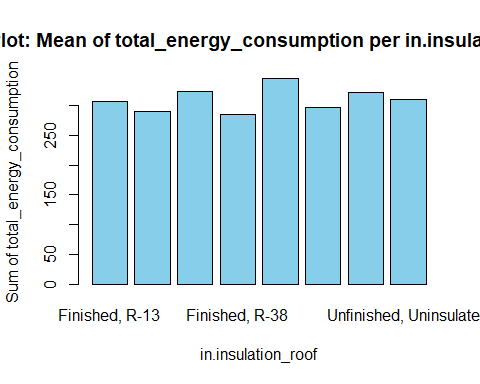 lot: Mean of total_energy_consumption per in.insula
Sum of total_energy_consumption
250
150
50
0
Finished, R-13 Finished, R-38 Unfinished, Uninsulate
in.insulation_roof